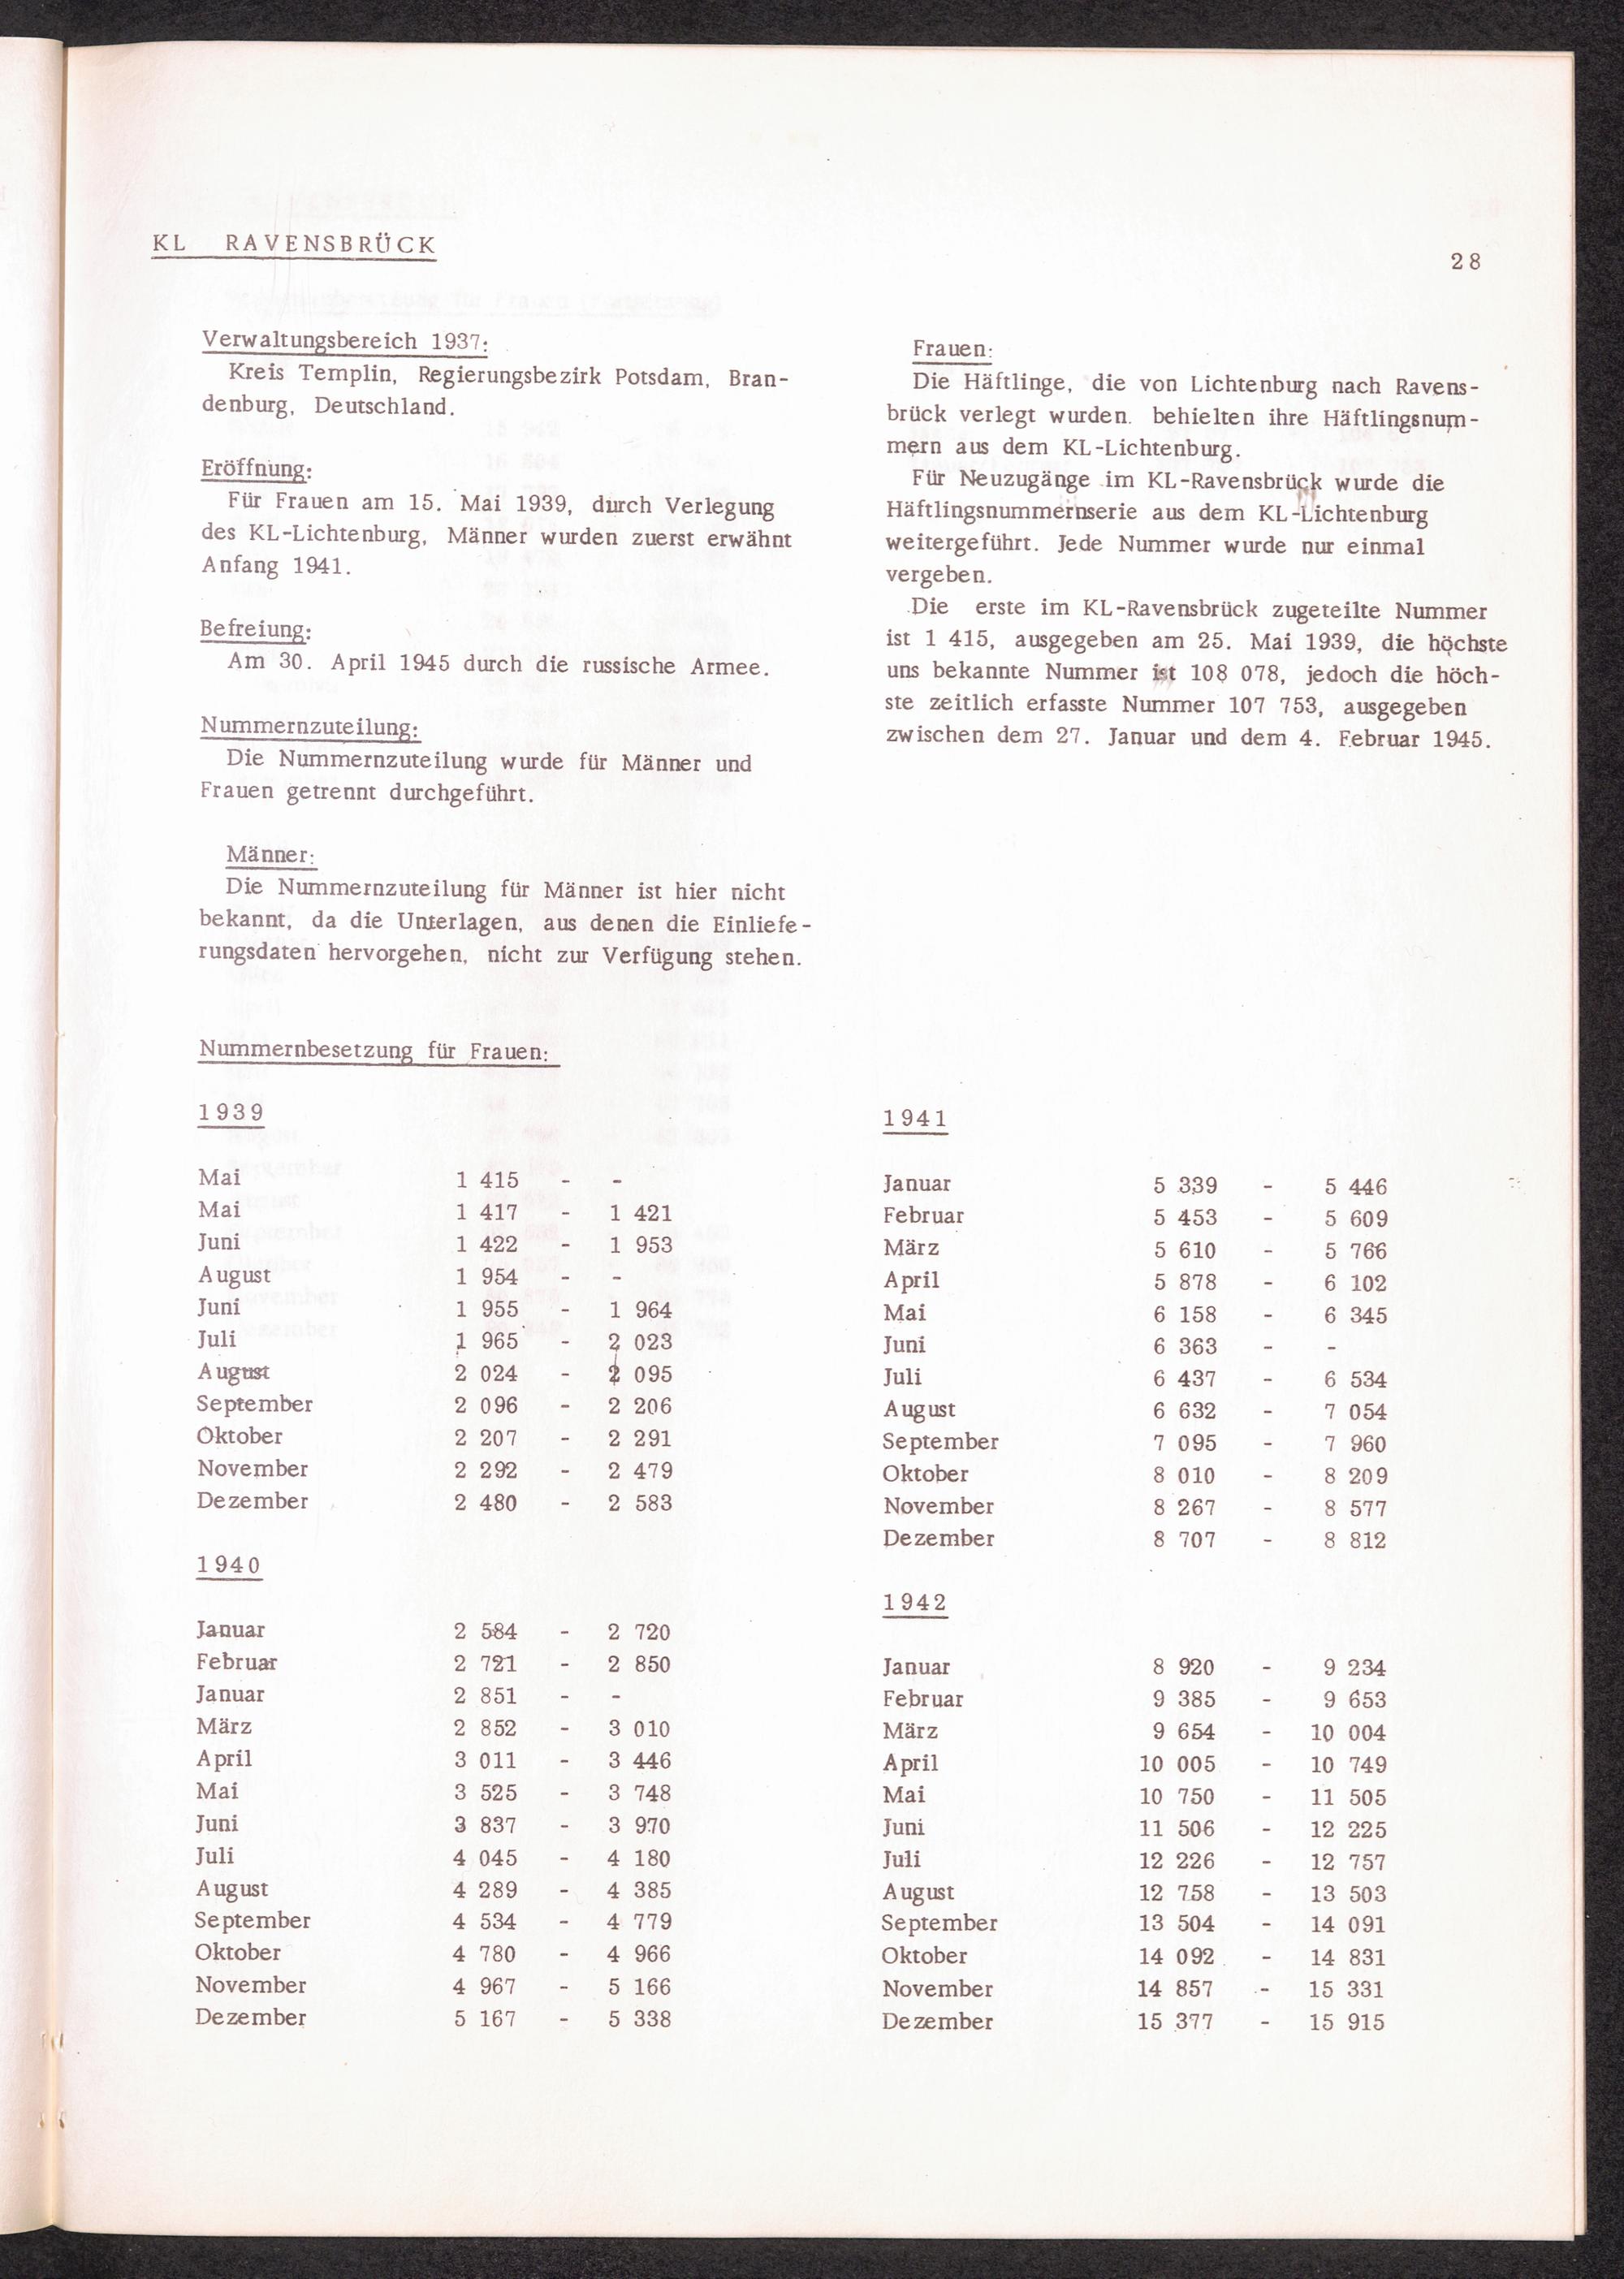 KL RAVENSBRÜCK
28
Verwaltungsbereich 1937:
Kreis Templin, Regierungsbezirk Potsdam, Bran-
denburg, Deutschland.
Eröffnung:
Für Frauen am 15. Mai 1939, durch Verlegung
des KL-Lichtenburg, Männer wurden zuerst erwähnt
Anfang 1941.
Befreiung:
Am 30. April 1945 durch die russische Armee.
Nummernzuteilung:
Die Nummernzuteilung wurde für Männer und
Frauen getrennt durchgeführt.
Männer:
Die Nummernzuteilung für Männer ist hier nicht
bekannt, da die Unterlagen, aus denen die Einliefe-
rungsdaten hervorgehen, nicht zur Verfügung stehen.
Frauen:
Die Häftlinge, die von Lichtenburg nach Ravens-
brück verlegt wurden. behielten ihre Häftlingsnum-
mern aus dem KL-Lichtenburg.
Für Neuzugänge im KL-Ravensbrück wurde die
Häftlingsnummernserie aus dem KL-Lichtenburg
weitergeführt. Jede Nummer wurde nur einmal
vergeben.
Die erste im KL-Ravensbrück zugeteilte Nummer
ist 1 415, ausgegeben am 25. Mai 1939, die höchste
uns bekannte Nummer ist 108 078, jedoch die höch-
ste zeitlich erfasste Nummer 107 753, ausgegeben
zwischen dem 27. Januar und dem 4. Februar 1945.
Nummernbesetzung für Frauen:
1939
Mai 1 415 - -
Mai 1 417 - 1 421
Juni 1 422 - 1 953
August 1 954 - -
Juni 1 955 - 1 964
Juli 1 965 - 2 023
August 2 024 - 2 095
September 2 096 - 2 206
Oktober 2 207 - 2 291
November 2 292 - 2 479
Dezember 2 480 - 2 583
1940
Januar 2 584 - 2 720
Februar 2 721 - 2 850
Januar 2 851 - -
März 2 852 - 3 010
April 3 011 - 3 446
Mai 3 525 - 3 748
Juni 3 837 - 3 970
Juli 4 045 - 4 180
August 4 289 - 4 385
September 4 534 - 4 779
Oktober 4 780 - 4 966
November 4 967 - 5 166
Dezember 5 167 - 5 338
1941
Januar 5 339 - 5 446
Februar 5 453 - 5 609
März 5 610 - 5 766
April 5 878 - 6 102
Mai 6 158 - 6 345
Juni 6 363 - -
Juli 6 437 - 6 534
August 6 632 - 7 054
September 7 095 - 7 960
Oktober 8 010 - 8 209
November 8 267 - 8 577
Dezember 8 707 - 8 812
1942
Januar 8 920 - 9 234
Februar 9 385 - 9 653
März 9 654 - 10 004
April 10 005 - 10 749
Mai 10 750 - 11 505
Juni 11 506 - 12 225
Juli 12 226 - 12 757
August 12 758 - 13 503
September 13 504 - 14 091
Oktober 14 092 - 14 831
November 14 857 - 15 331
Dezember 15 377 - 15 915